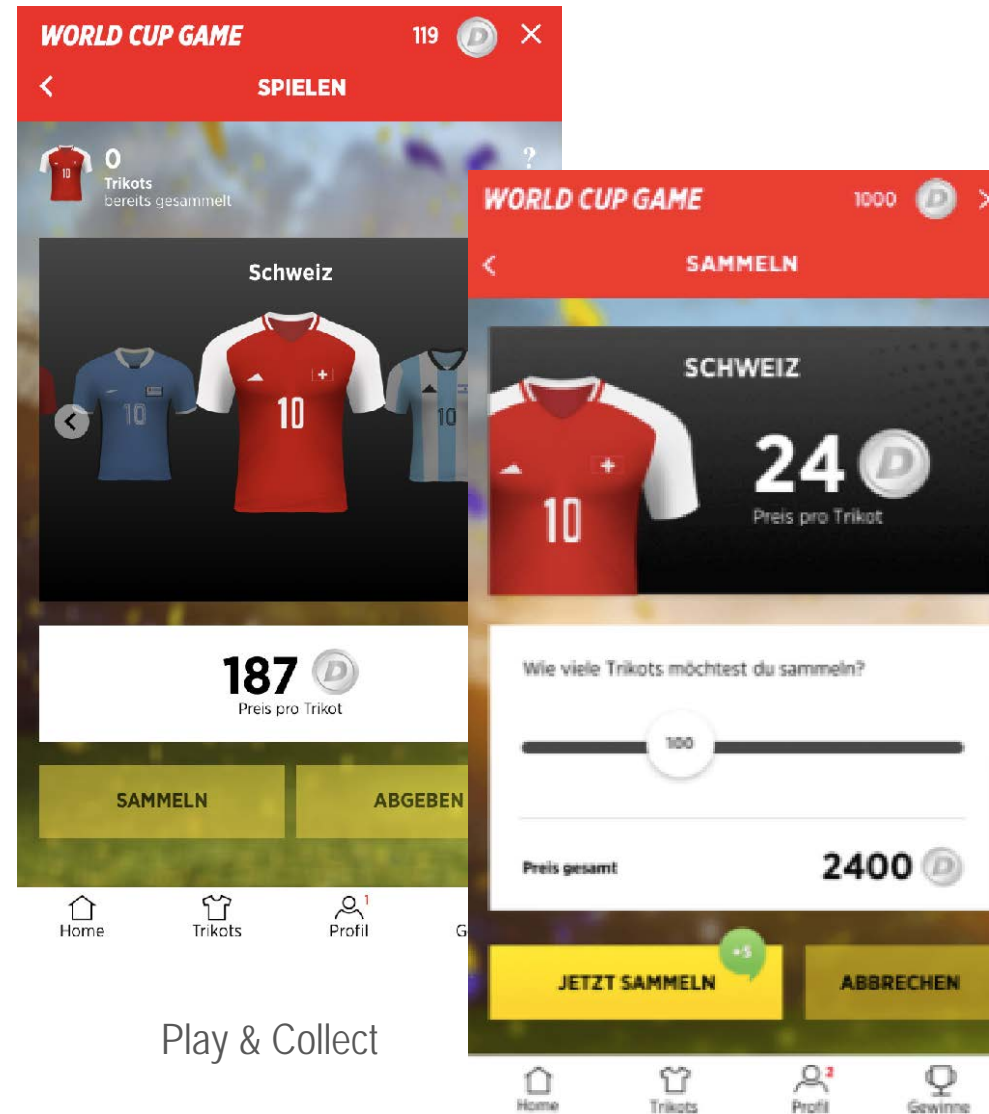 WORLD CUP GAME 119 D
SPIELEN
0
Trikots
bereits gesammelt
?
10
Schweiz
10
10
10
187 D
Preis pro Trikot
SAMMELN ABGEBEN
1
Home Trikots Profil G
Play & Collect
WORLD CUP GAME 1000 D
SAMMELN
SCHWEIZ
24 D
Preis pro Trikot
10
Wie viele Trikots möchtest du sammeln?
100
Preis gesamt 2400 D
+5
JETZT SAMMELN ABBRECHEN
2
Home Trikots Profil Gewinne